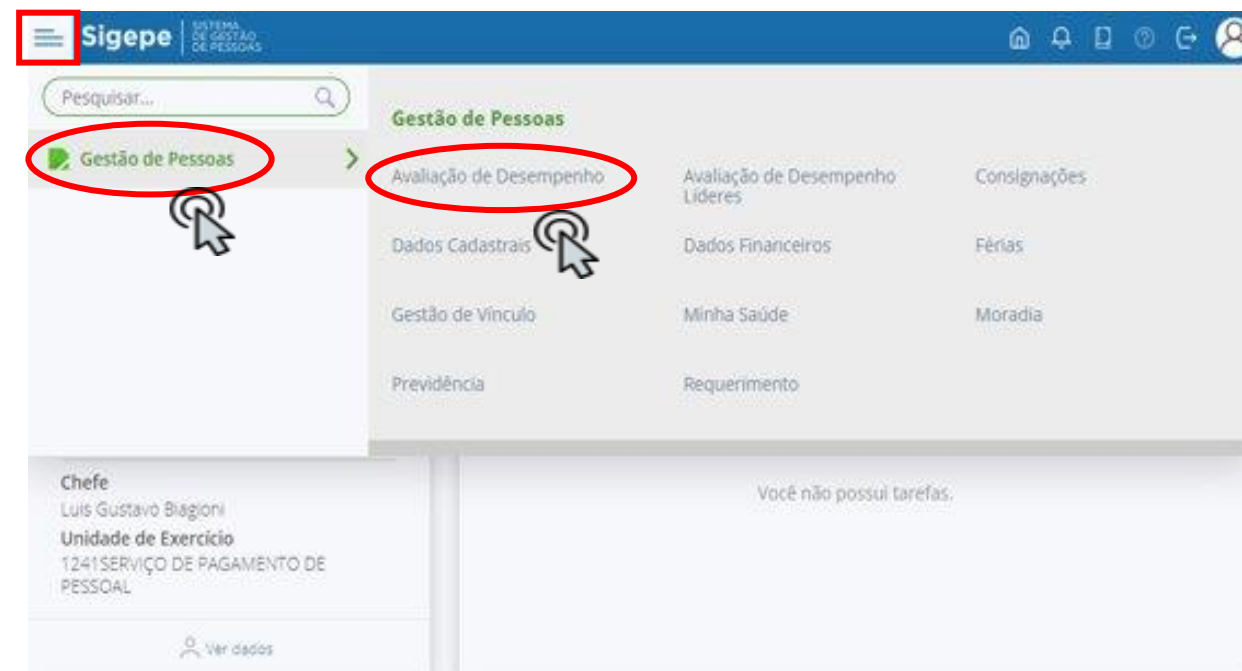 Sigepe
SISTEMA
DE GESTÃO
DE PESSOAS
Pesquisar...
Gestão de Pessoas
Gestão de Pessoas
Avaliação de Desempenho
Avaliação de Desempenho
Líderes
Consignações
Dados Cadastrais
Dados Financeiros
Férias
Gestão de Vínculo
Minha Saúde
Moradia
Previdência
Requerimento
Chefe
Luis Gustavo Biagioni
Unidade de Exercício
1241SERVIÇO DE PAGAMENTO DE
PESSOAL
Ver dados
Você não possui tarefas.